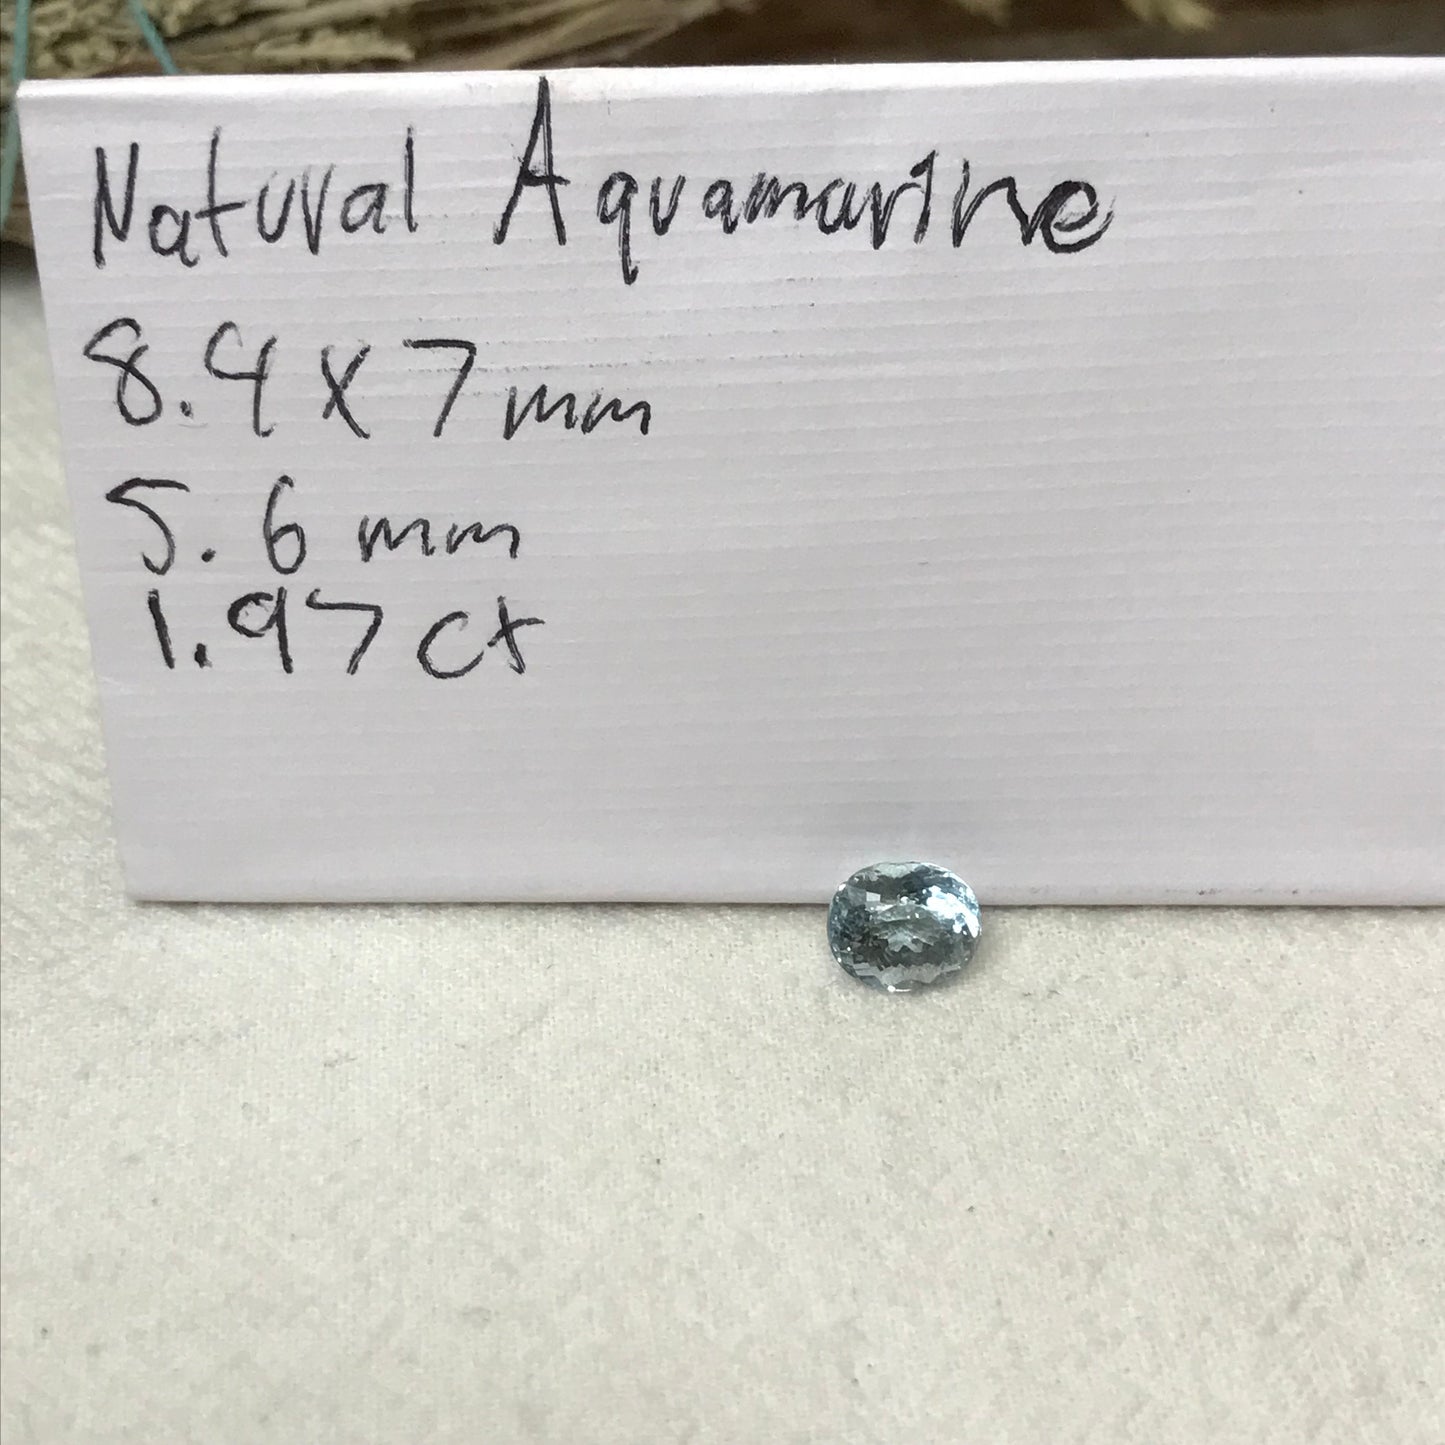 Natural Aquamarine
8.4 x 7 mm
5.6 mm
1.97 ct